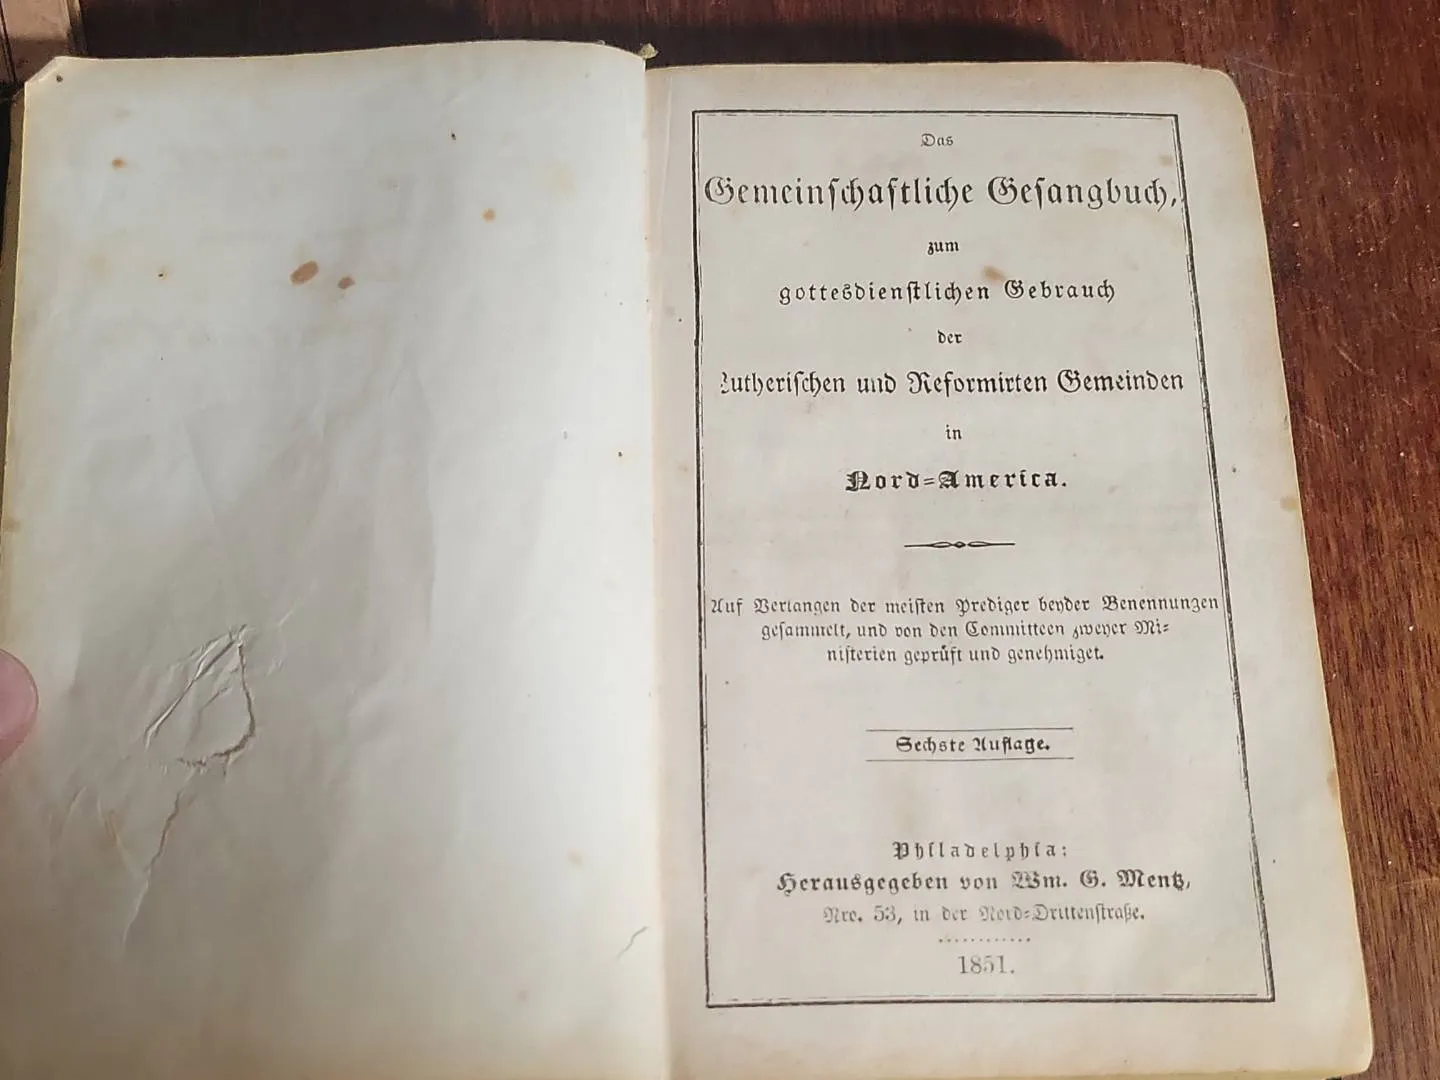 Das
Gemeinschaftliche Gesangbuch,
zum
gottesdienstlichen Gebrauch
der
Lutherischen und Reformirten Gemeinden
in
Nord=America.
Auf Verlangen der meisten Prediger beyder Benennungen
gesammelt, und von den Committeen zweyer Mi=
nisterien geprüft und genehmiget.
Sechste Auflage.
Philadelphia:
Herausgegeben von Wm. G. Mentz,
Nro. 53, in der Nord=Drittenstraße.
1851.